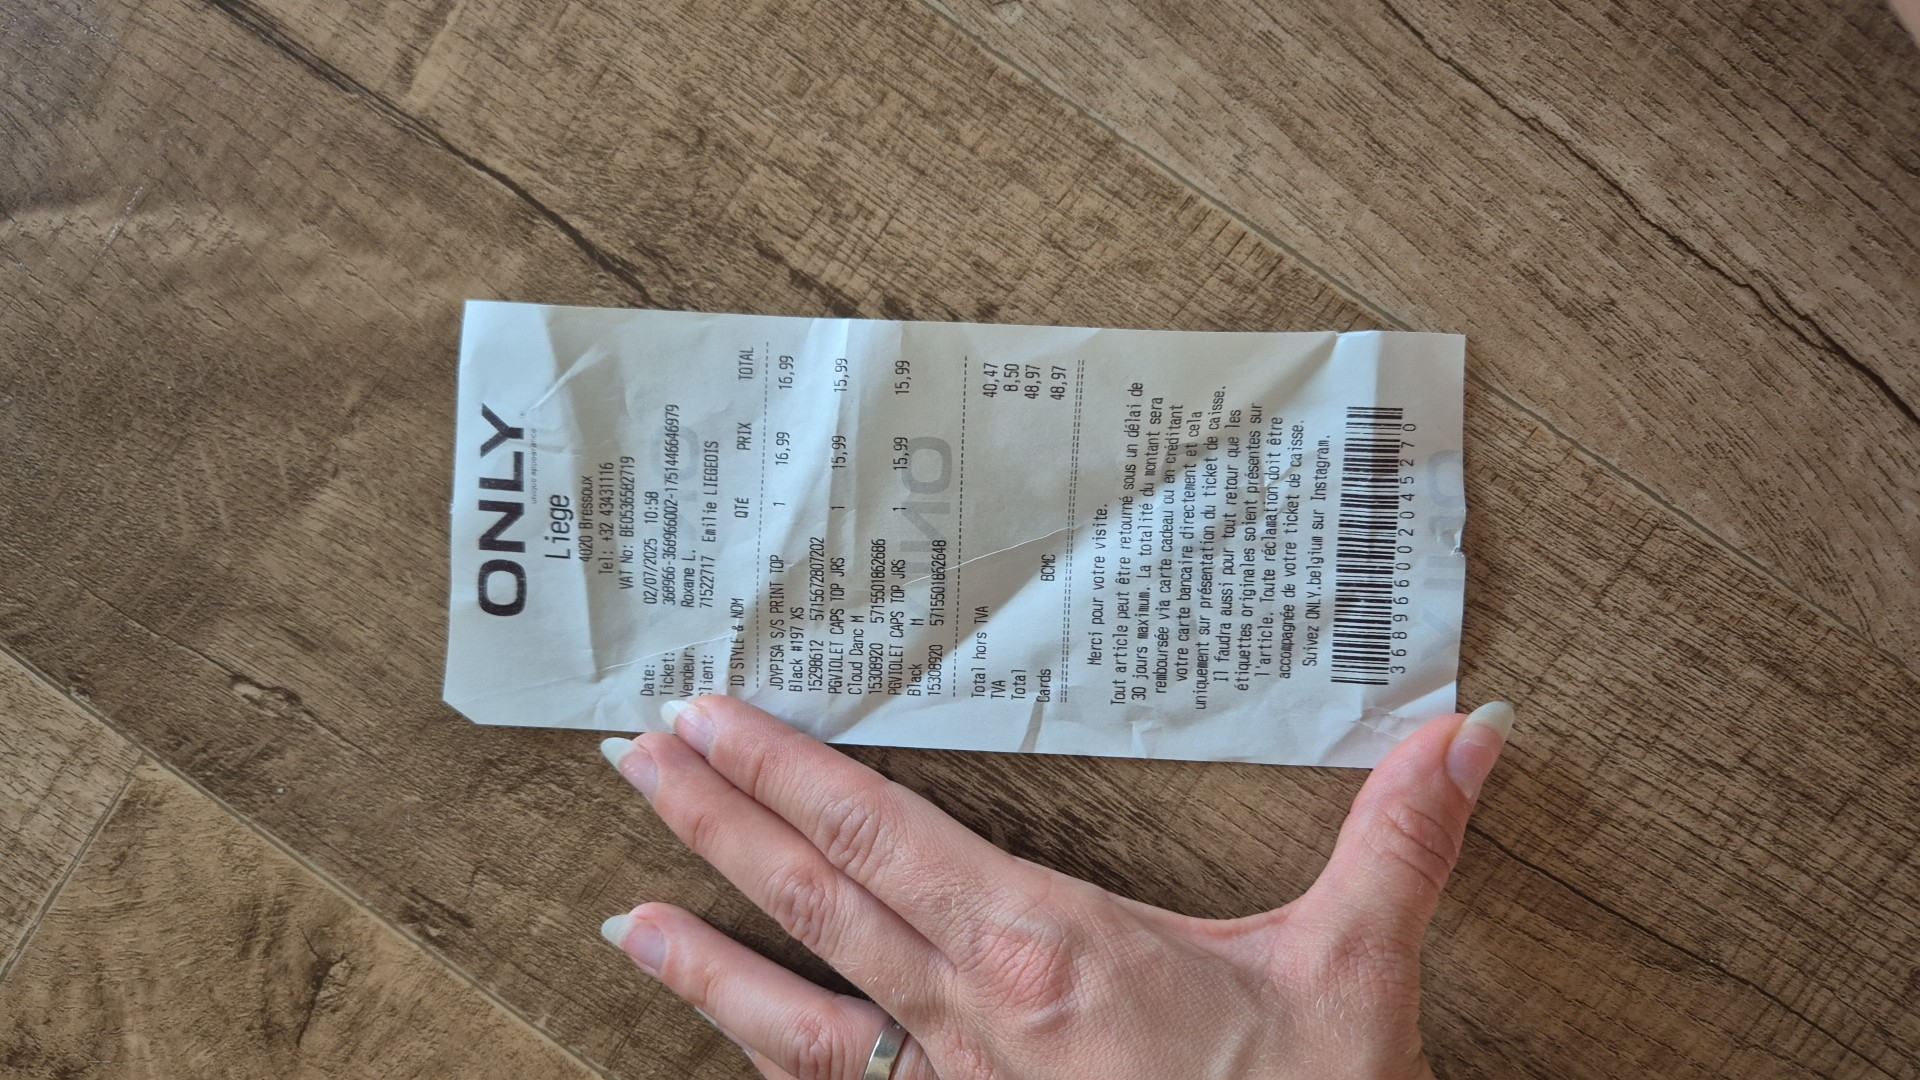 ONLY
unique appearance
Liege
4020 Bressoux
Tel: +32 43431116
VAT No: BE0536582719
Date: 02/07/2025 10:58
Ticket: 368966-368966002-1751446646979
Vendeur: Roxane L.
Client: 71522717 Emilie LIEGEOIS
ID STYLE & NOM QTÉ PRIX TOTAL
JDYPISA S/S PRINT TOP 1 16,99 16,99
Black #197 XS
15298612 5715672807202
PGVIOLET CAPS TOP JRS 1 15,99 15,99
Cloud Danc M
15308920 5715501862686
PGVIOLET CAPS TOP JRS 1 15,99 15,99
Black M
15308920 5715501862648
Total hors TVA 40,47
TVA 8,50
Total 48,97
Cards BCMC 48,97
Merci pour votre visite.
Tout article peut être retourné sous un délai de
30 jours maximum. La totalité du montant sera
remboursée via carte cadeau ou en créditant
votre carte bancaire directement et cela
uniquement sur présentation du ticket de caisse.
Il faudra aussi pour tout retour que les
étiquettes originales soient présentes sur
l'article. Toute réclamation doit être
accompagnée de votre ticket de caisse.
Suivez ONLY.belgium sur Instagram.
368966002045270